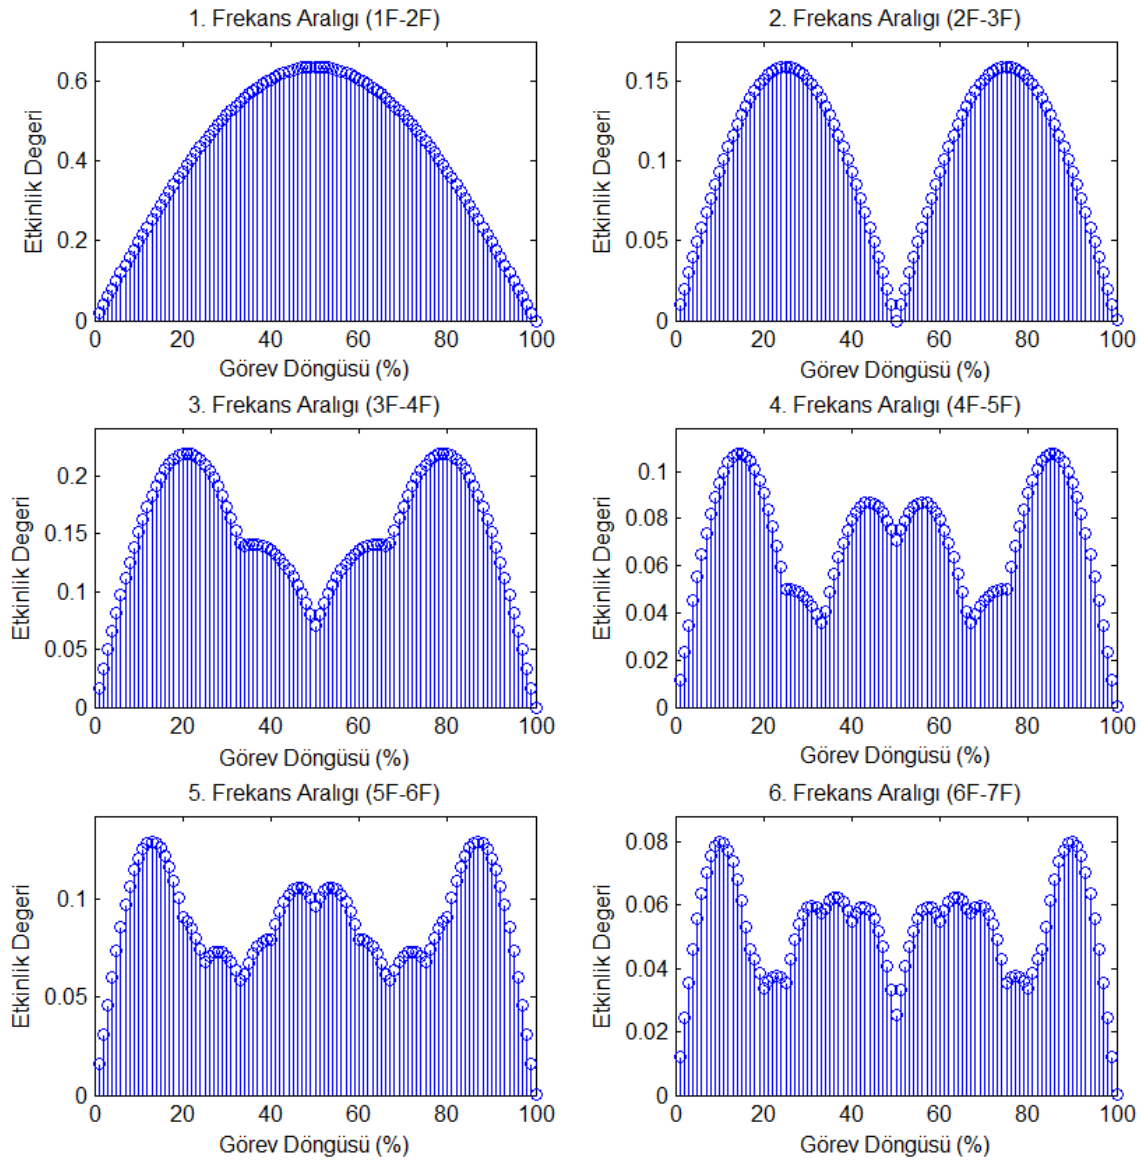 1. Frekans Aralıgı (1F-2F)
Etkinlik Degeri
0.6
0.4
0.2
0
0 20 40 60 80 100
Görev Döngüsü (%)
2. Frekans Aralıgı (2F-3F)
Etkinlik Degeri
0.15
0.1
0.05
0
0 20 40 60 80 100
Görev Döngüsü (%)
3. Frekans Aralıgı (3F-4F)
Etkinlik Degeri
0.2
0.15
0.1
0.05
0
0 20 40 60 80 100
Görev Döngüsü (%)
4. Frekans Aralıgı (4F-5F)
Etkinlik Degeri
0.1
0.08
0.06
0.04
0.02
0
0 20 40 60 80 100
Görev Döngüsü (%)
5. Frekans Aralıgı (5F-6F)
Etkinlik Degeri
0.1
0.05
0
0 20 40 60 80 100
Görev Döngüsü (%)
6. Frekans Aralıgı (6F-7F)
Etkinlik Degeri
0.08
0.06
0.04
0.02
0
0 20 40 60 80 100
Görev Döngüsü (%)